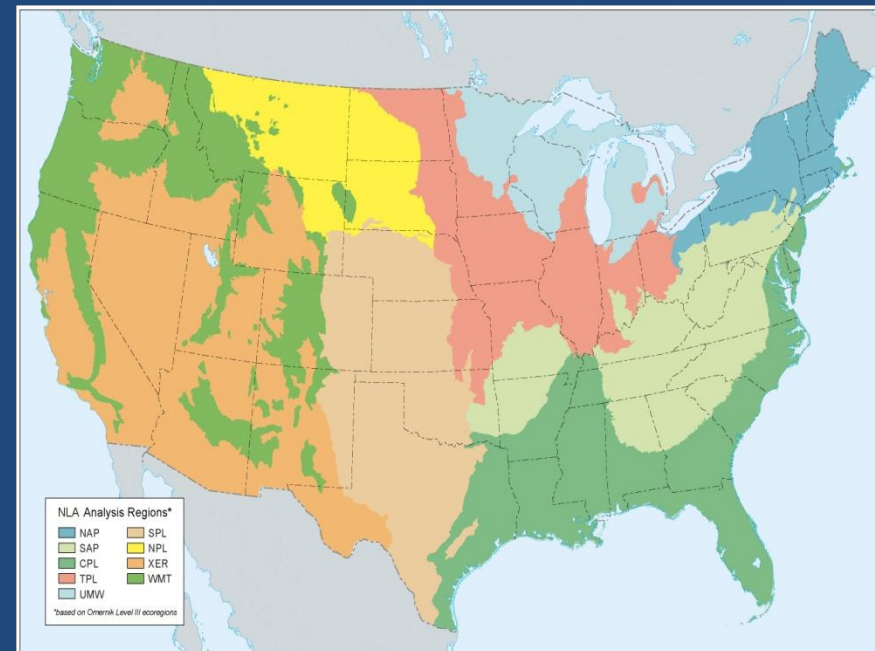 NLA Analysis Regions*
NAP SPL
SAP NPL
CPL XER
TPL WMT
UMW
*based on Omernik Level III ecoregions